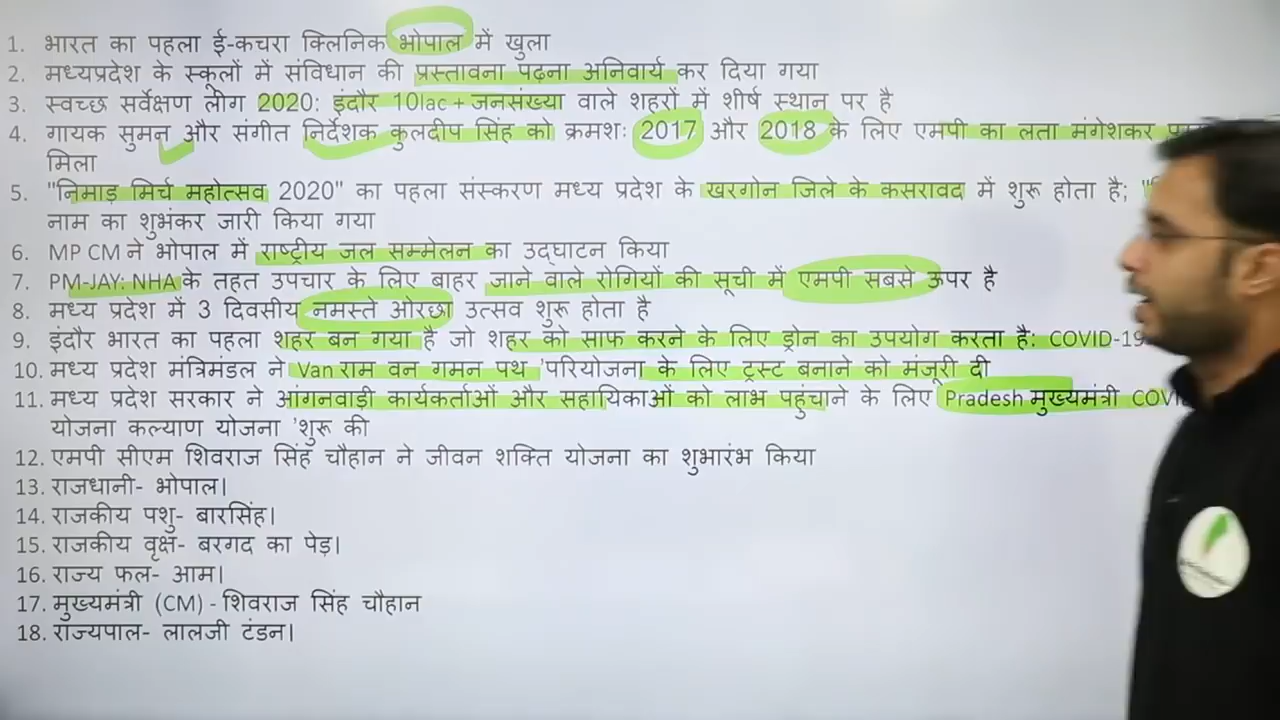 1. भारत का पहला ई-कचरा क्लिनिक भोपाल में खुला
2. मध्यप्रदेश के स्कूलों में संविधान की प्रस्तावना पढ़ना अनिवार्य कर दिया गया
3. स्वच्छ सर्वेक्षण लीग 2020: इंदौर 10lac + जनसंख्या वाले शहरों में शीर्ष स्थान पर है
4. गायक सुमन और संगीत निर्देशक कुलदीप सिंह को क्रमशः 2017 और 2018 के लिए एमपी का लता मंगेशकर
मिला
5. "निमाड़ मिर्च महोत्सव 2020" का पहला संस्करण मध्य प्रदेश के खरगोन जिले के कसरावद में शुरू होता है;
नाम का शुभंकर जारी किया गया
6. MP CM ने भोपाल में राष्ट्रीय जल सम्मेलन का उद्घाटन किया
7. PM-JAY: NHA के तहत उपचार के लिए बाहर जाने वाले रोगियों की सूची में एमपी सबसे ऊपर है
8. मध्य प्रदेश में 3 दिवसीय नमस्ते ओरछा उत्सव शुरू होता है
9. इंदौर भारत का पहला शहर बन गया है जो शहर को साफ करने के लिए ड्रोन का उपयोग करता है: COVID-19
10. मध्य प्रदेश मंत्रिमंडल ने Van राम वन गमन पथ 'परियोजना के लिए ट्रस्ट बनाने को मंजूरी दी
11. मध्य प्रदेश सरकार ने आंगनवाड़ी कार्यकर्ताओं और सहायिकाओं को लाभ पहुंचाने के लिए Pradesh मुख्यमंत्री
योजना कल्याण योजना 'शुरू की
12. एमपी सीएम शिवराज सिंह चौहान ने जीवन शक्ति योजना का शुभारंभ किया
13. राजधानी- भोपाल।
14. राजकीय पशु- बारसिंह।
15. राजकीय वृक्ष- बरगद का पेड़।
16. राज्य फल- आम।
17. मुख्यमंत्री (CM) - शिवराज सिंह चौहान
18. राज्यपाल- लालजी टंडन।